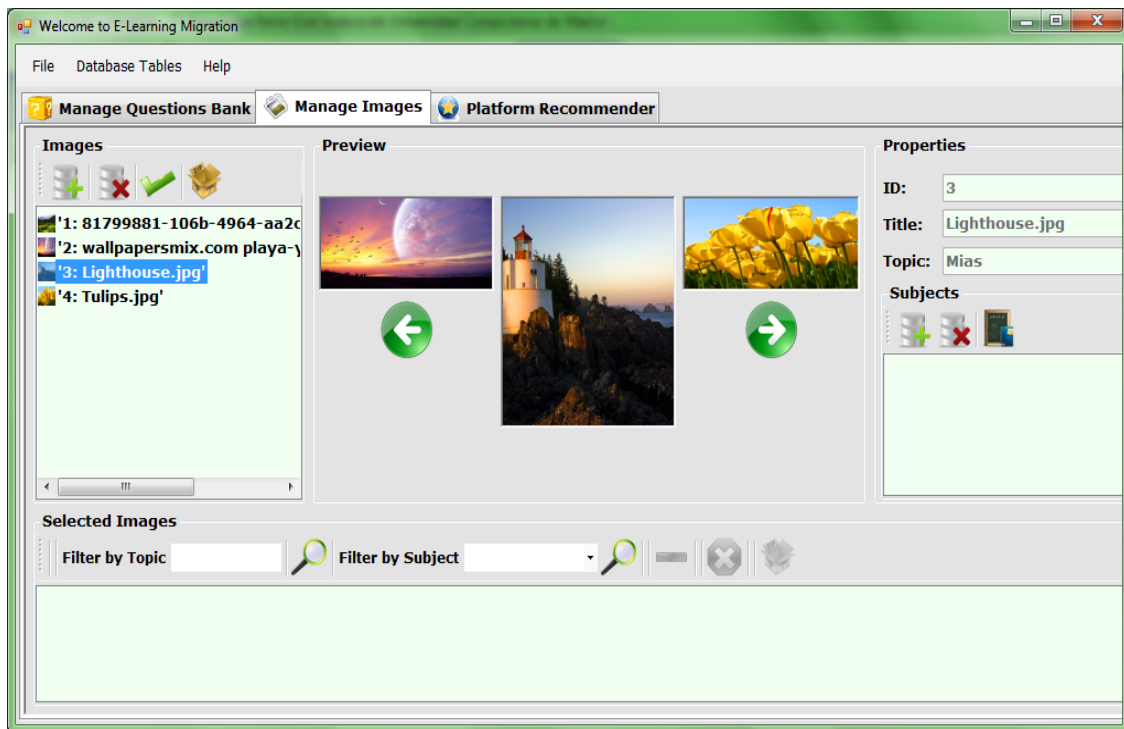 Welcome to E-Learning Migration
File Database Tables Help
Manage Questions Bank Manage Images Platform Recommender
Images
'1: 81799881-106b-4964-aa2c
'2: wallpapersmix.com playa-y
'3: Lighthouse.jpg'
'4: Tulips.jpg'
Preview
Properties
ID: 3
Title: Lighthouse.jpg
Topic: Mias
Subjects
Selected Images
Filter by Topic Filter by Subject